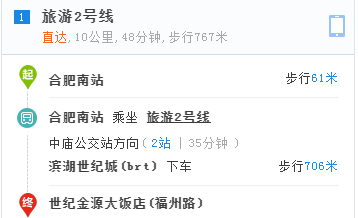 1 旅游2号线
直达,10公里,48分钟,步行767米
起 合肥南站 步行61米
合肥南站 乘坐 旅游2号线
中庙公交站方向( 2站 | 35分钟 )
滨湖世纪城(brt) 下车 步行706米
终 世纪金源大饭店(福州路)